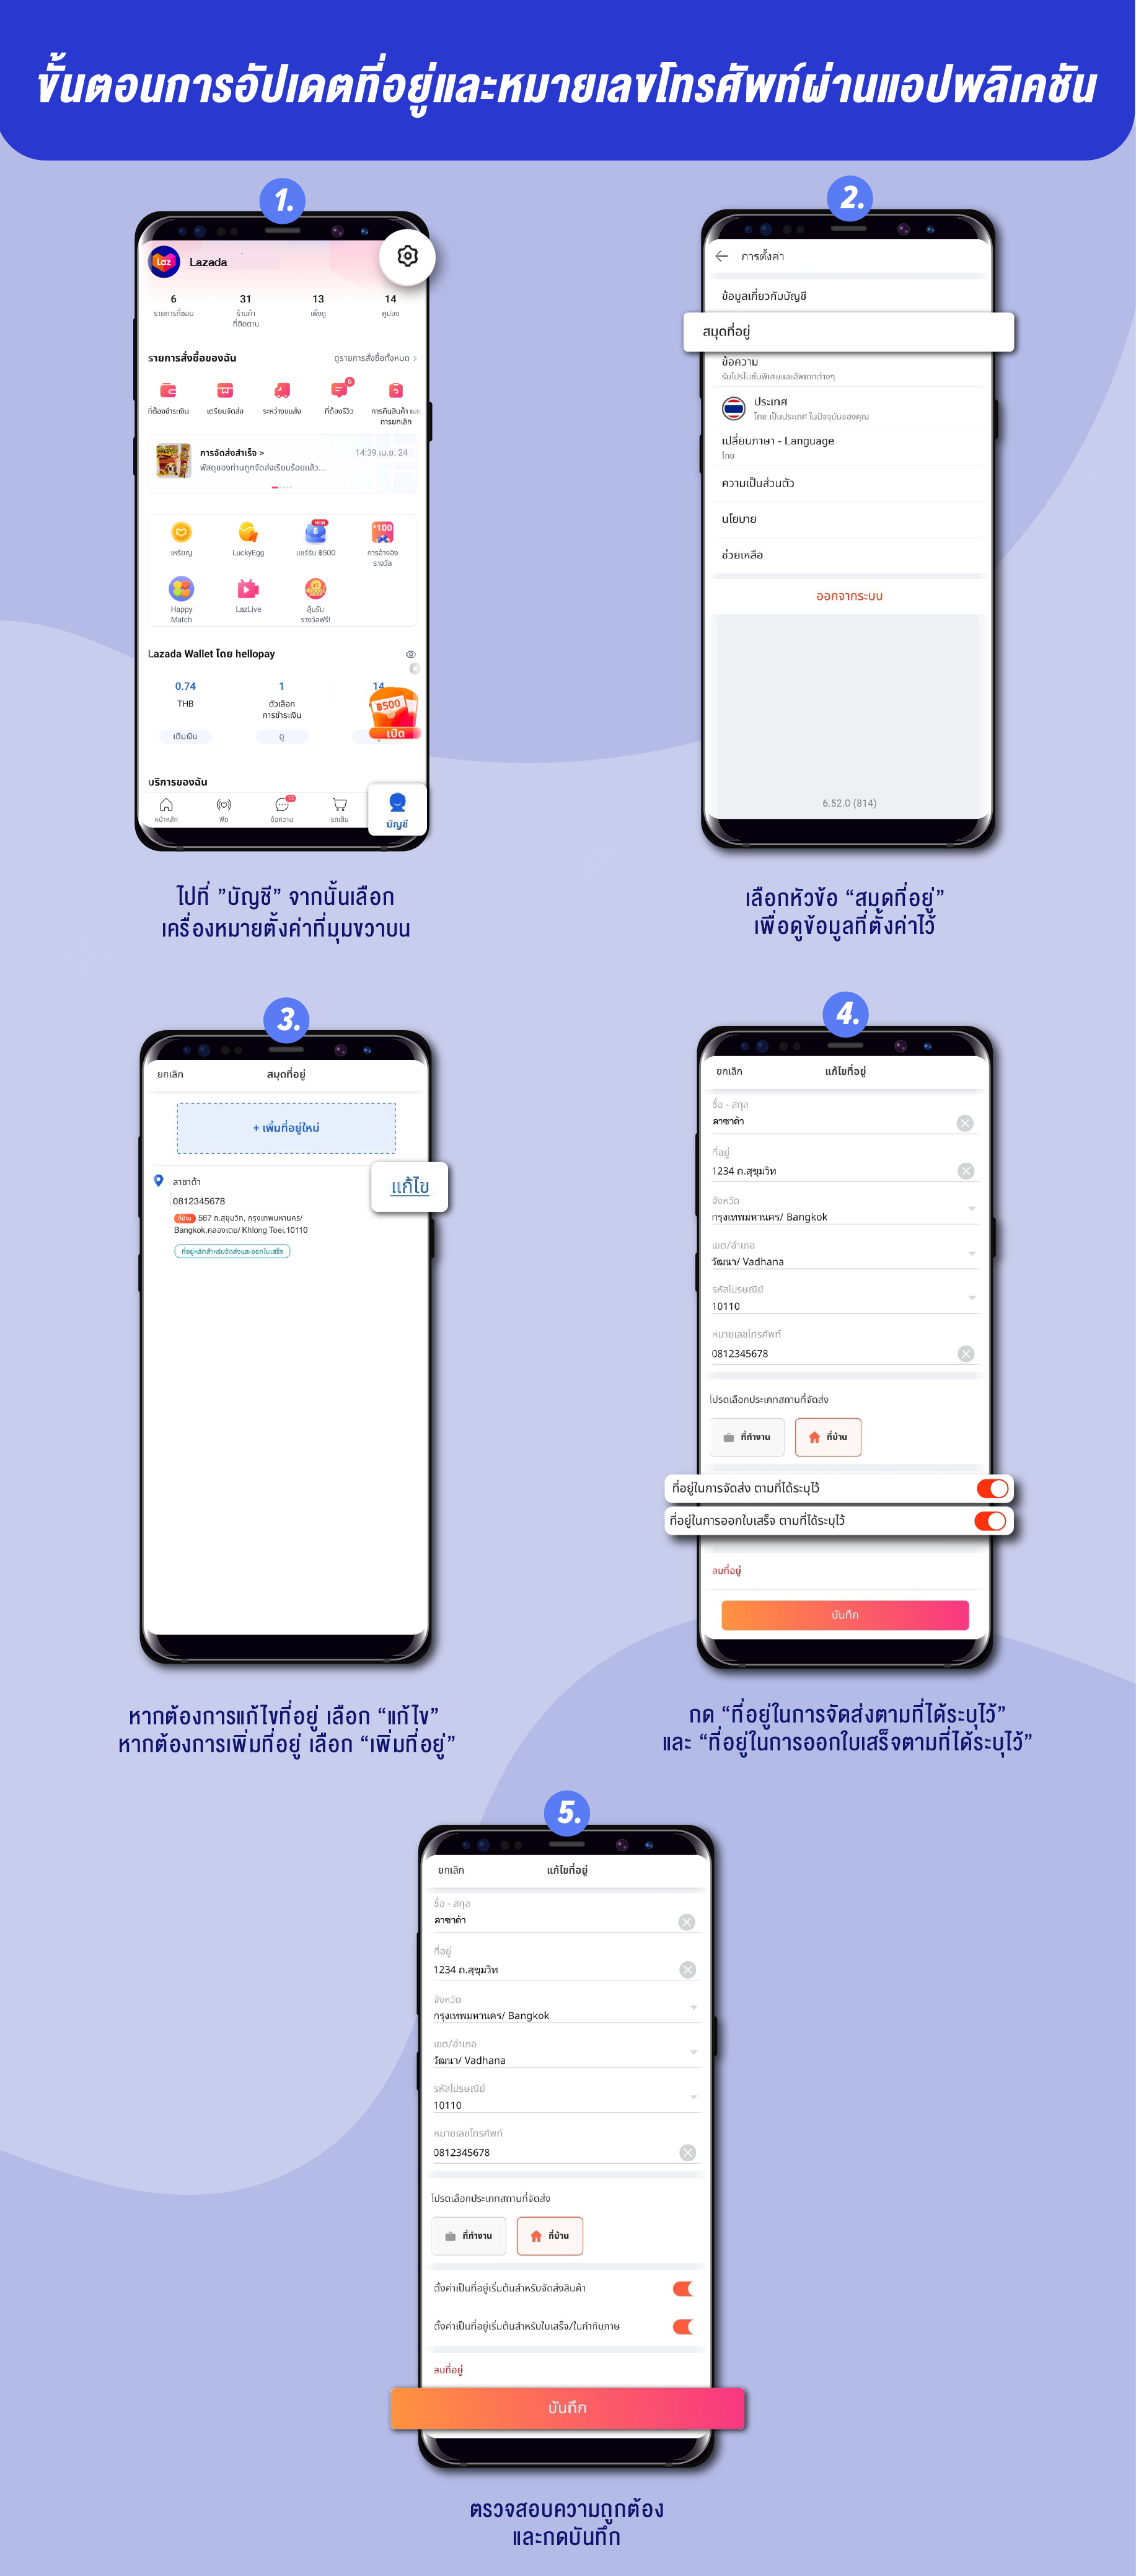 ขั้นตอนการอัปเดตที่อยู่และหมายเลขโทรศัพท์ผ่านแอปพลิเคชัน
1.
Laz
Lazada
6 31 13 14
รายการที่ชอบ ร้านค้า เพิ่งดู คูปอง
ที่ติดตาม
รายการสั่งซื้อของฉัน ดูรายการสั่งซื้อทั้งหมด >
6
ที่ต้องชำระเงิน เตรียมจัดส่ง ระหว่างขนส่ง ที่ต้องรีวิว การคืนสินค้า และ
การยกเลิก
การจัดส่งสำเร็จ > 14:39 เม.ย. 24
พัสดุของท่านถูกจัดส่งเรียบร้อยแล้ว....
NEW
฿
100
เหรียญ LuckyEgg แชร์รับ ฿500 การอ้างอิง
รางวัล
Happy LazLive ลุ้นรับ
Match รางวัลฟรี!
Lazada Wallet โดย hellopay
0.74 1 14
THB ตัวเลือก
การชำระเงิน
฿500
เปิด
เติมเงิน ดู
บริการของฉัน
13
หน้าหลัก ฟีด ข้อความ รถเข็น บัญชี
ไปที่ ”บัญชี” จากนั้นเลือก
เครื่องหมายตั้งค่าที่มุมขวาบน
2.
การตั้งค่า
ข้อมูลเกี่ยวกับบัญชี
สมุดที่อยู่
ข้อความ
รับโปรโมชั่นพิเศษและอัพเดทต่างๆ
ประเทศ
ไทย เป็นประเทศ ในปัจจุบันของคุณ
เปลี่ยนภาษา - Language
ไทย
ความเป็นส่วนตัว
นโยบาย
ช่วยเหลือ
ออกจากระบบ
6.52.0 (814)
เลือกหัวข้อ “สมุดที่อยู่”
เพื่อดูข้อมูลที่ตั้งค่าไว้
3.
ยกเลิก สมุดที่อยู่
+ เพิ่มที่อยู่ใหม่
ลาซาด้า
แก้ไข
0812345678
ที่บ้าน 567 ถ.สุขุมวิท, กรุงเทพมหานคร/
Bangkok,คลองเตย/ Khlong Toei,10110
ที่อยู่หลักสำหรับจัดส่งและออกใบเสร็จ
หากต้องการแก้ไขที่อยู่ เลือก “แก้ไข”
หากต้องการเพิ่มที่อยู่ เลือก “เพิ่มที่อยู่”
4.
ยกเลิก แก้ไขที่อยู่
ชื่อ - สกุล
ลาซาด้า
ที่อยู่
1234 ถ.สุขุมวิท
จังหวัด
กรุงเทพมหานคร/ Bangkok
เขต/อำเภอ
วัฒนา/ Vadhana
รหัสไปรษณีย์
10110
หมายเลขโทรศัพท์
0812345678
โปรดเลือกประเภทสถานที่จัดส่ง
ที่ทำงาน ที่บ้าน
ที่อยู่ในการจัดส่ง ตามที่ได้ระบุไว้
ที่อยู่ในการออกใบเสร็จ ตามที่ได้ระบุไว้
ลบที่อยู่
บันทึก
กด “ที่อยู่ในการจัดส่งตามที่ได้ระบุไว้”
และ “ที่อยู่ในการออกใบเสร็จตามที่ได้ระบุไว้”
5.
ยกเลิก แก้ไขที่อยู่
ชื่อ - สกุล
ลาซาด้า
ที่อยู่
1234 ถ.สุขุมวิท
จังหวัด
กรุงเทพมหานคร/ Bangkok
เขต/อำเภอ
วัฒนา/ Vadhana
รหัสไปรษณีย์
10110
หมายเลขโทรศัพท์
0812345678
โปรดเลือกประเภทสถานที่จัดส่ง
ที่ทำงาน ที่บ้าน
ตั้งค่าเป็นที่อยู่เริ่มต้นสำหรับจัดส่งสินค้า
ตั้งค่าเป็นที่อยู่เริ่มต้นสำหรับใบเสร็จ/ใบกำกับภาษ
ลบที่อยู่
บันทึก
ตรวจสอบความถูกต้อง
และกดบันทึก